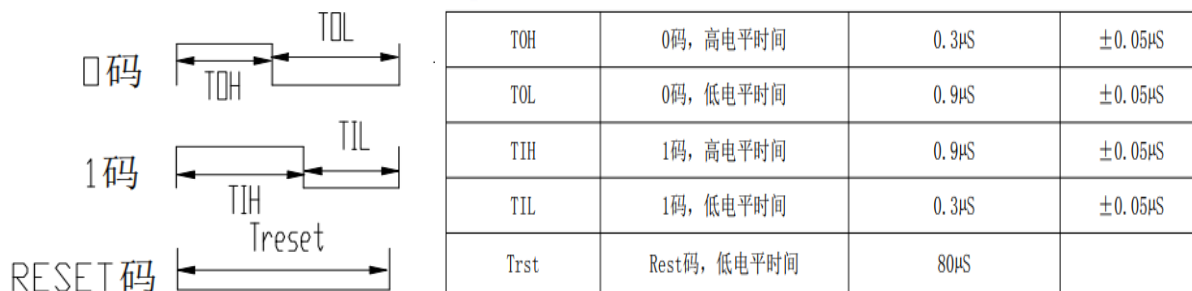 0码
TOH
TOL
1码
TIH
TIL
RESET码
Treset
TOH 0码，高电平时间 0.3μS ±0.05μS
TOL 0码，低电平时间 0.9μS ±0.05μS
TIH 1码，高电平时间 0.9μS ±0.05μS
TIL 1码，低电平时间 0.3μS ±0.05μS
Trst Rest码，低电平时间 80μS